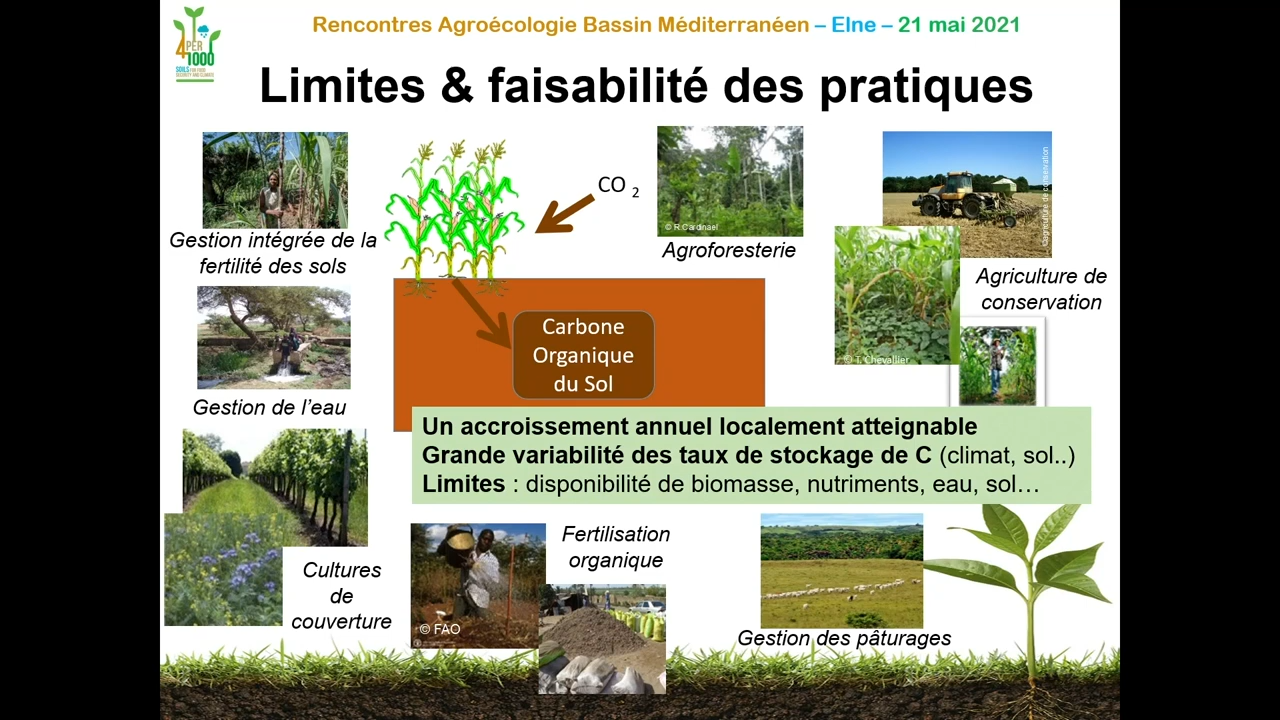 Rencontres Agroécologie Bassin Méditerranéen – Elne – 21 mai 2021
4PER
1000
Limites & faisabilité des pratiques
CO 2
© R.Cardinael
Gestion intégrée de la
fertilité des sols
Agroforesterie
Agriculture de
conservation
© T. Chevallier
Carbone
Organique
du Sol
Gestion de l'eau
Un accroissement annuel localement atteignable
Grande variabilité des taux de stockage de C (climat, sol..)
Limites : disponibilité de biomasse, nutriments, eau, sol…
Cultures
de
couverture
Fertilisation
organique
© FAO
Gestion des pâturages